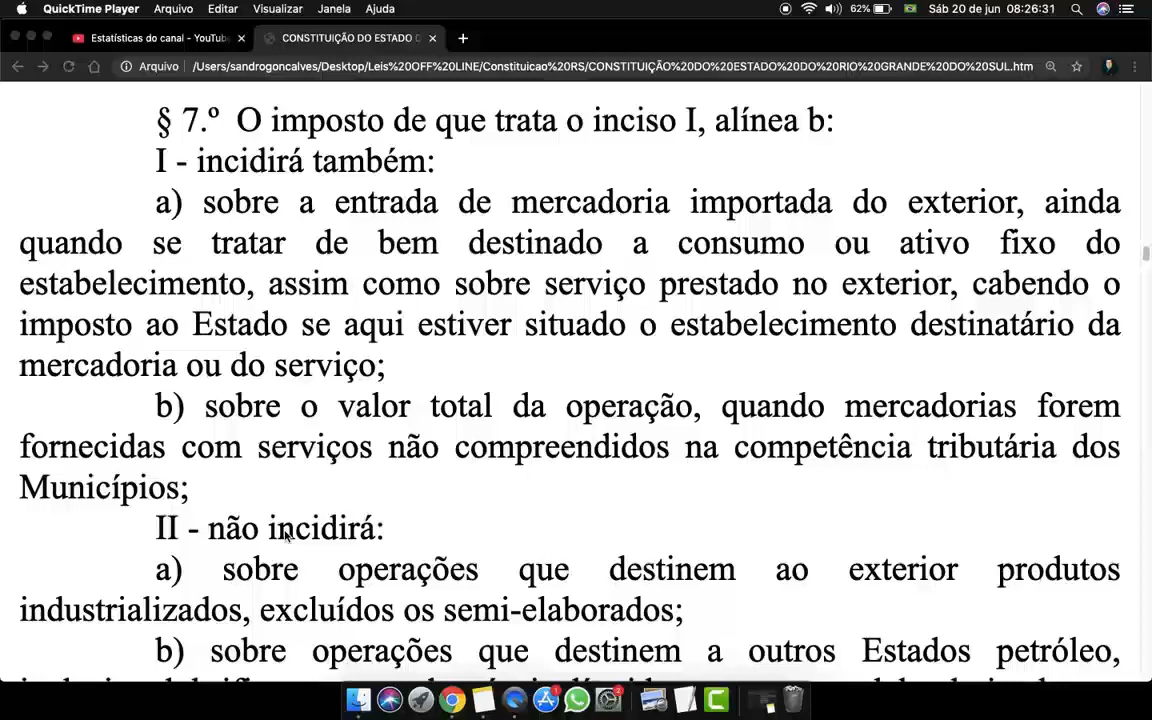 QuickTime Player Arquivo Editar Visualizar Janela Ajuda 62% Sáb 20 de jun 08:26:31
Estatísticas do canal - YouTub CONSTITUIÇÃO DO ESTADO
Arquivo /Users/sandrogoncalves/Desktop/Leis%20OFF%20LINE/Constituicao%20RS/CONSTITUIÇÃO%20DO%20ESTADO%20DO%20RIO%20GRANDE%20DO%20SUL.htm
§ 7.º O imposto de que trata o inciso I, alínea b:
I - incidirá também:
a) sobre a entrada de mercadoria importada do exterior, ainda
quando se tratar de bem destinado a consumo ou ativo fixo do
estabelecimento, assim como sobre serviço prestado no exterior, cabendo o
imposto ao Estado se aqui estiver situado o estabelecimento destinatário da
mercadoria ou do serviço;
b) sobre o valor total da operação, quando mercadorias forem
fornecidas com serviços não compreendidos na competência tributária dos
Municípios;
II - não incidirá:
a) sobre operações que destinem ao exterior produtos
industrializados, excluídos os semi-elaborados;
b) sobre operações que destinem a outros Estados petróleo,